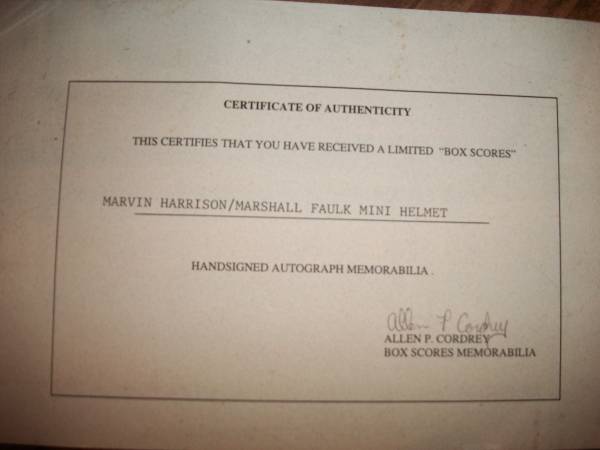 CERTIFICATE OF AUTHENTICITY
THIS CERTIFIES THAT YOU HAVE RECEIVED A LIMITED "BOX SCORES"
MARVIN HARRISON/MARSHALL FAULK MINI HELMET
HANDSIGNED AUTOGRAPH MEMORABILIA .
Allen P Cordrey
ALLEN P. CORDREY
BOX SCORES MEMORABILIA